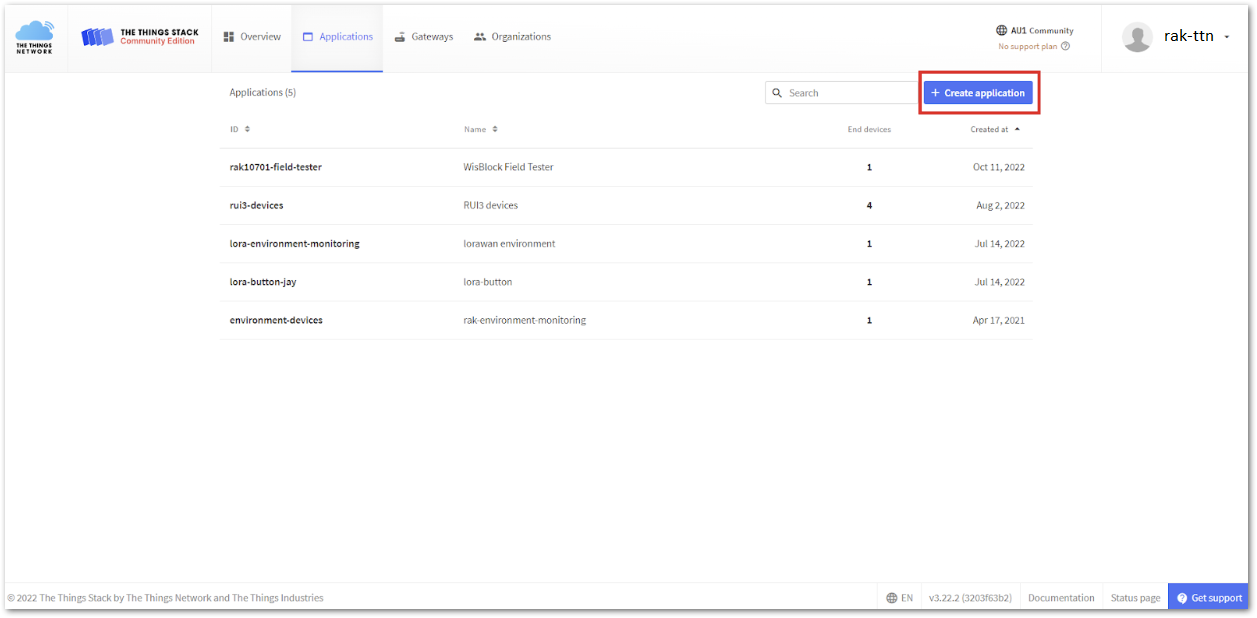 THE THINGS NETWORK
THE THINGS STACK
Community Edition
Overview
Applications
Gateways
Organizations
AU1 Community
No support plan
rak-ttn
Applications (5)
Search
+ Create application
ID Name End devices Created at
rak10701-field-tester WisBlock Field Tester 1 Oct 11, 2022
rui3-devices RUI3 devices 4 Aug 2, 2022
lora-environment-monitoring lorawan environment 1 Jul 14, 2022
lora-button-jay lora-button 1 Jul 14, 2022
environment-devices rak-environment-monitoring 1 Apr 17, 2021
© 2022 The Things Stack by The Things Network and The Things Industries
EN
v3.22.2 (3203f63b2)
Documentation
Status page
Get support